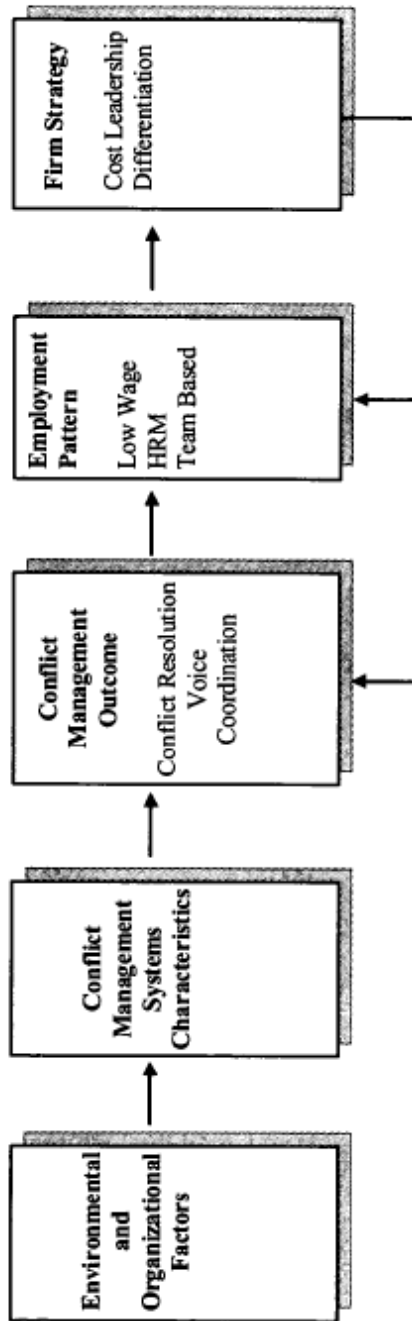 Environmental
and
Organizational
Factors
Conflict
Management
Systems
Characteristics
Conflict
Management
Outcome
Conflict Resolution
Voice
Coordination
Employment
Pattern
Low Wage
HRM
Team Based
Firm Strategy
Cost Leadership
Differentiation